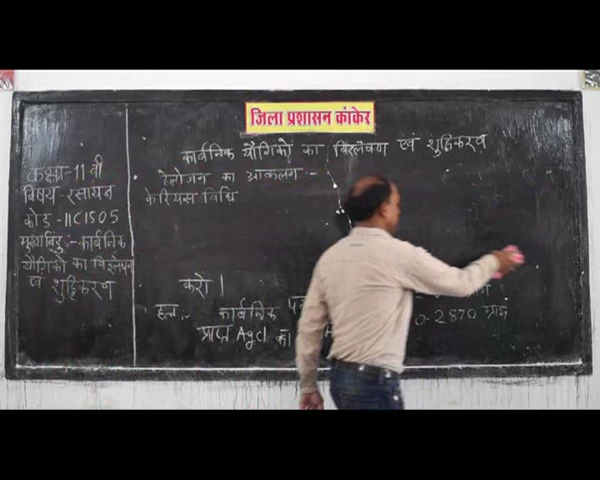 जिला प्रशासन कांकेर
कक्षा-11 वी
विषय-रसायन
कोड-11C1505
मुख्य बिंदु:-कार्बनिक
यौगिकों का विश्लेषण
एवं शुद्धिकरण
कार्बनिक यौगिकों का विश्लेषण एवं शुद्धिकरण
हेलोजन का आकलन :-
केरियस विधि
करो।
हल:- कार्बनिक
प्राप्त Agcl का 0.2870 ग्राम